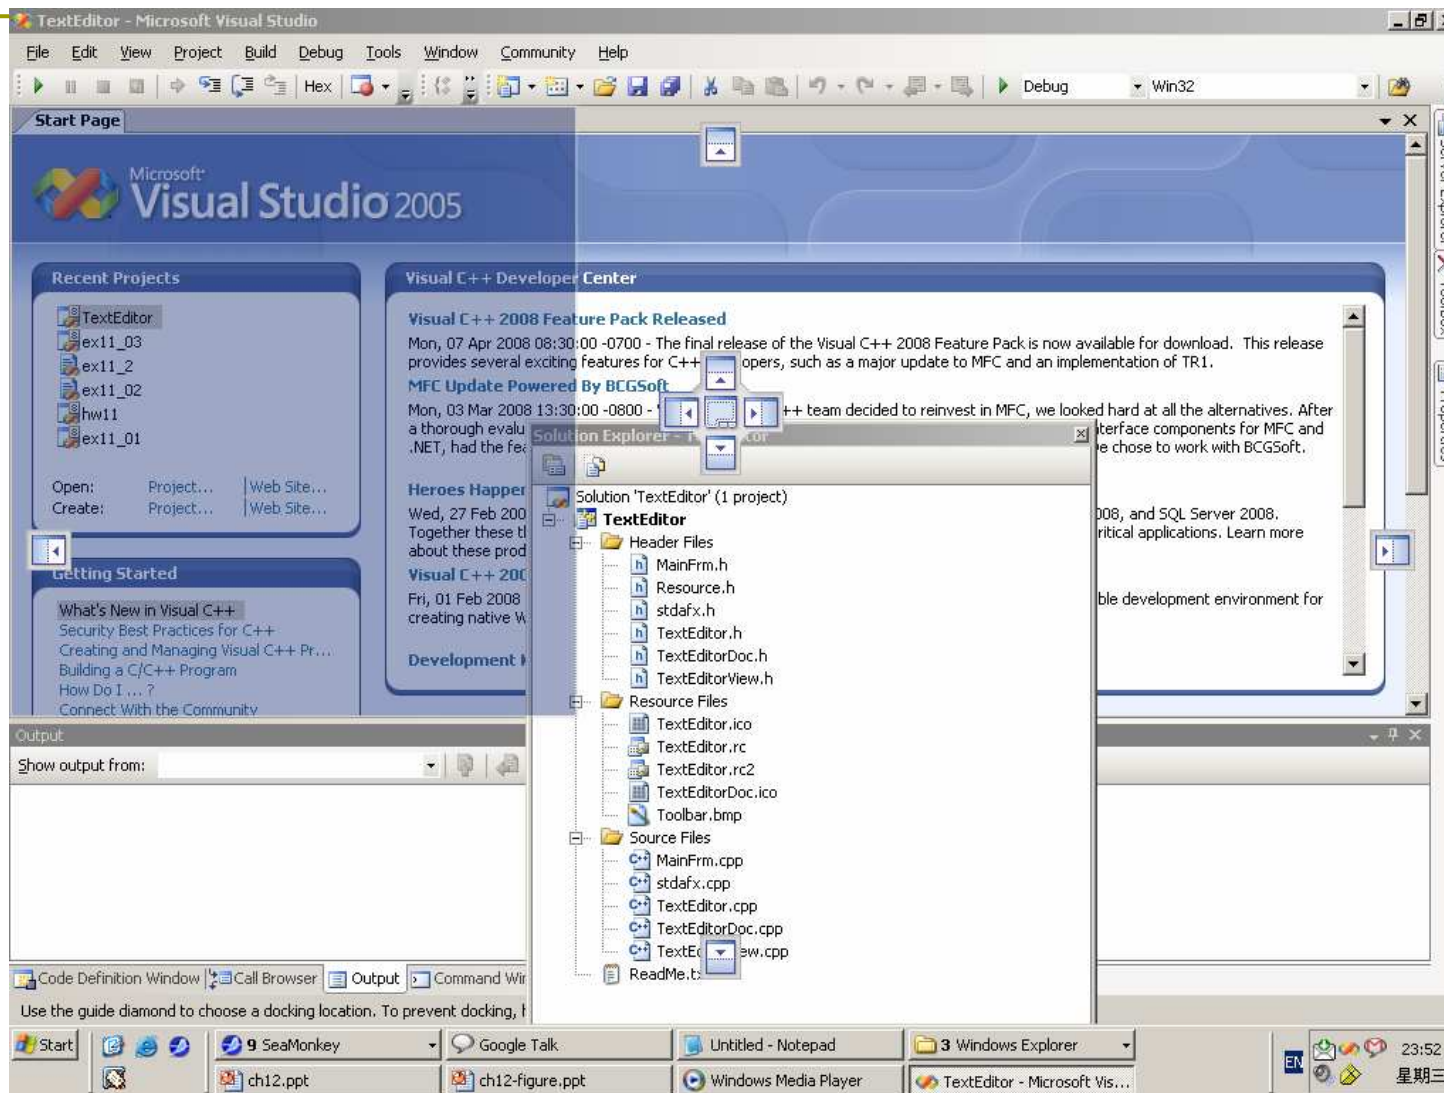 TextEditor - Microsoft Visual Studio
File Edit View Project Build Debug Tools Window Community Help
Hex Debug Win32
Start Page
Microsoft
Visual Studio 2005
Recent Projects
TextEditor
ex11_03
ex11_2
ex11_02
hw11
ex11_01
Open: Project... | Web Site...
Create: Project... | Web Site...
Getting Started
What's New in Visual C++
Security Best Practices for C++
Creating and Managing Visual C++ Pr...
Building a C/C++ Program
How Do I ... ?
Connect With the Community
Visual C++ Developer Center
Visual C++ 2008 Feature Pack Released
Mon, 07 Apr 2008 08:30:00 -0700 - The final release of the Visual C++ 2008 Feature Pack is now available for download. This release
provides several exciting features for C++ opers, such as a major update to MFC and an implementation of TR1.
MFC Update Powered By BCGSoft
Mon, 03 Mar 2008 13:30:00 -0800 - ++ team decided to reinvest in MFC, we looked hard at all the alternatives. After
a thorough evalu terface components for MFC and
.NET, had the fea e chose to work with BCGSoft.
Heroes Happer
Wed, 27 Feb 200 008, and SQL Server 2008.
Together these tl ritical applications. Learn more
about these prod
Visual C++ 200
Fri, 01 Feb 2008 ble development environment for
creating native W
Development
Solution Explorer - TextEditor
Solution 'TextEditor' (1 project)
TextEditor
Header Files
MainFrm.h
Resource.h
stdafx.h
TextEditor.h
TextEditorDoc.h
TextEditorView.h
Resource Files
TextEditor.ico
TextEditor.rc
TextEditor.rc2
TextEditorDoc.ico
Toolbar.bmp
Source Files
MainFrm.cpp
stdafx.cpp
TextEditor.cpp
TextEditorDoc.cpp
TextE ew.cpp
ReadMe.t
Server Explorer
Toolbox
Properties
Output
Show output from:
Code Definition Window Call Browser Output Command Wir
Use the guide diamond to choose a docking location. To prevent docking, h
Start 9 SeaMonkey Google Talk Untitled - Notepad 3 Windows Explorer EN 23:52
ch12.ppt ch12-figure.ppt Windows Media Player TextEditor - Microsoft Vis... 星期三